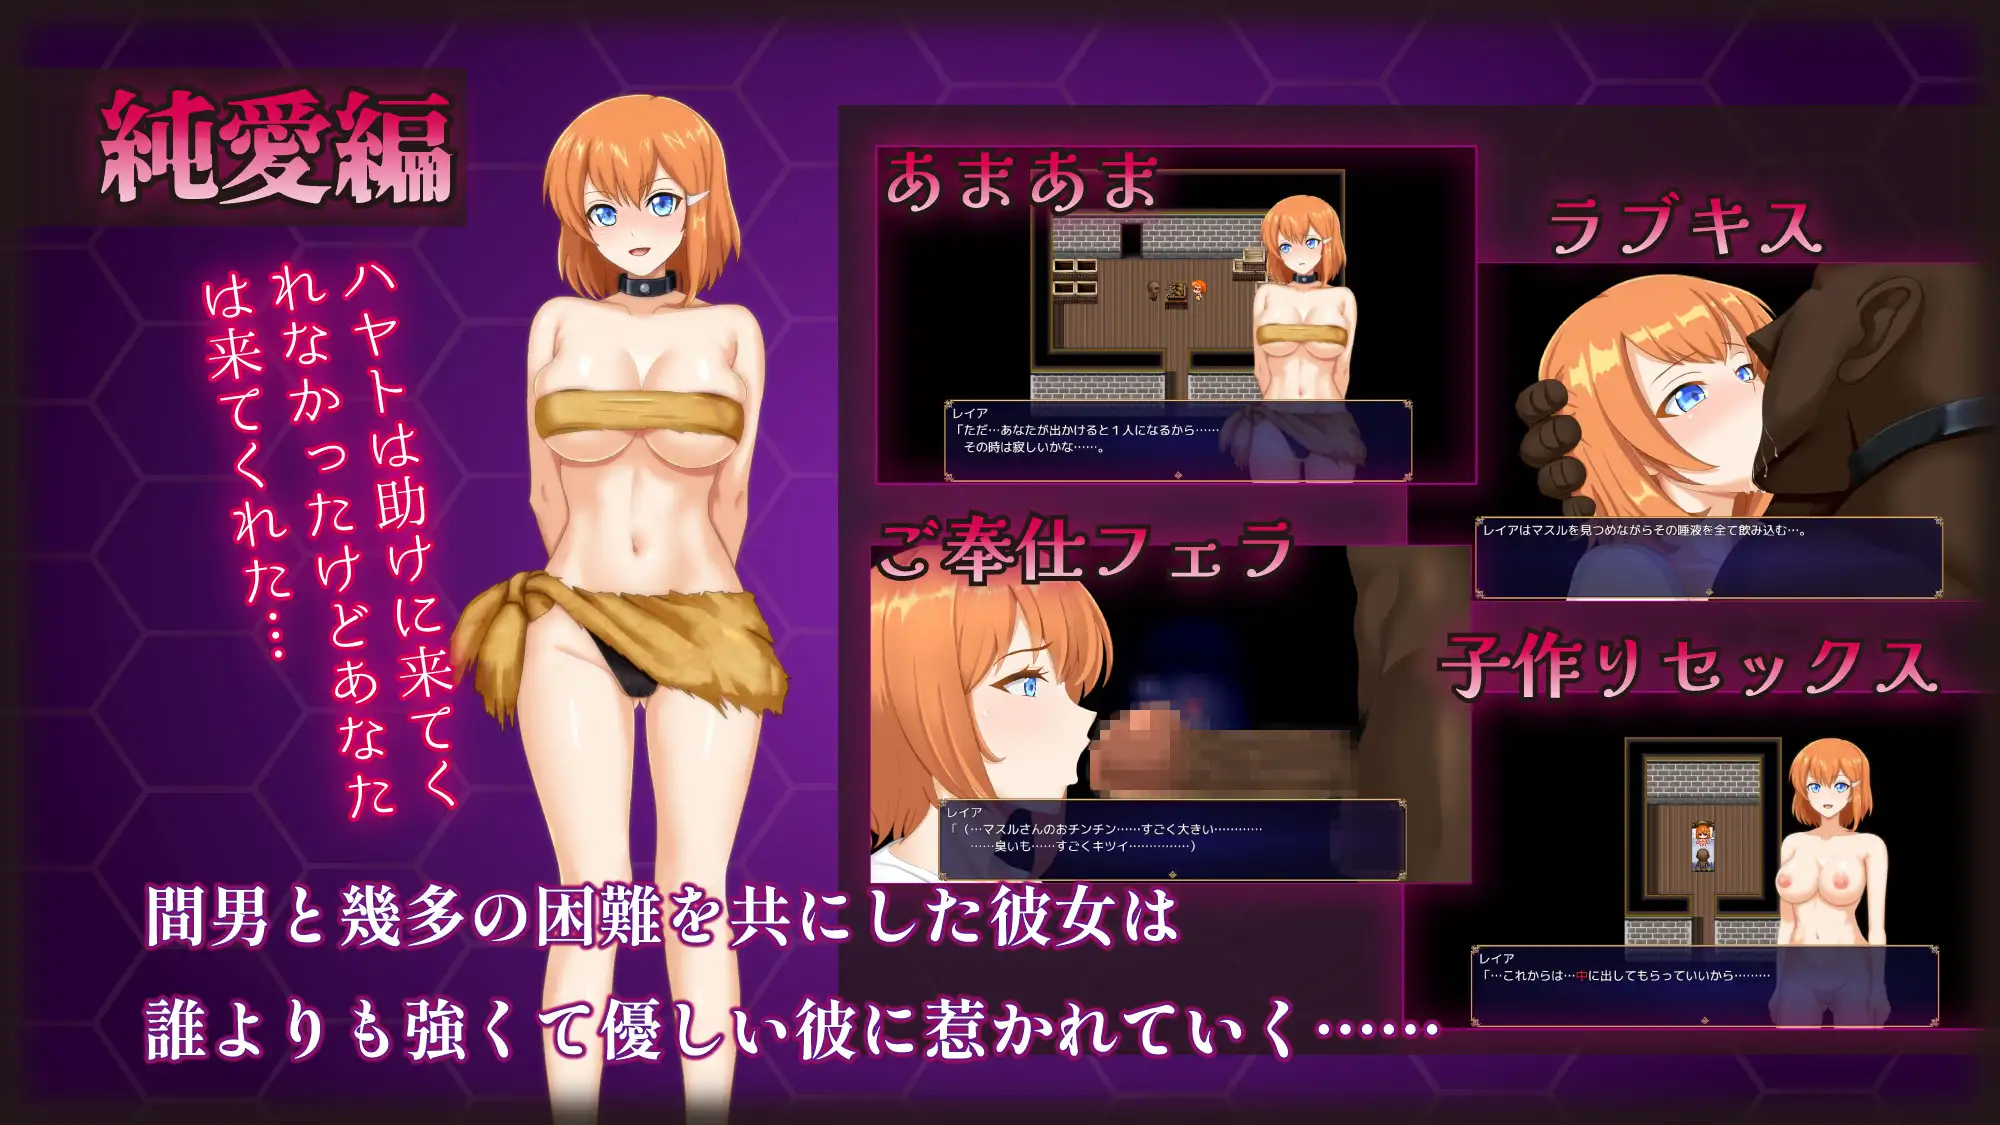 純愛編
ハヤトは助けに来てく
れなかったけどあなた
は来てくれた…
あまあま
レイア
「ただ…あなたが出かけると１人になるから……
その時は寂しいかな……。
ラブキス
レイアはマスルを見つめながらその唾液を全て飲み込む…。
ご奉仕フェラ
レイア
「（…マスルさんのおチンチン……すごく大きい…………
……臭いも……すごくキツイ……………）
子作りセックス
レイア
「…これからは…中に出してもらっていいから………
間男と幾多の困難を共にした彼女は
誰よりも強くて優しい彼に惹かれていく……